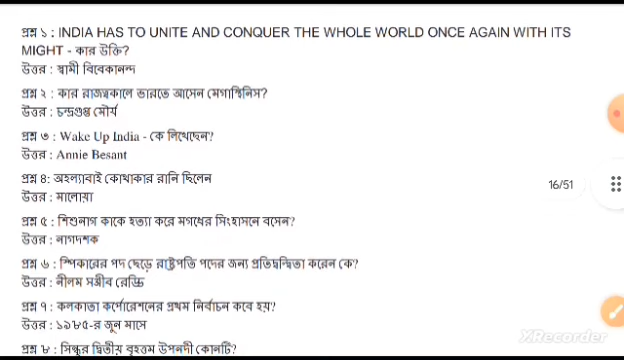 প্রশ্ন ১ : INDIA HAS TO UNITE AND CONQUER THE WHOLE WORLD ONCE AGAIN WITH ITS
MIGHT - কার উক্তি?
উত্তর : স্বামী বিবেকানন্দ
প্রশ্ন ২ : কার রাজত্বকালে ভারতে আসেন মেগাস্থিনিস?
উত্তর : চন্দ্রগুপ্ত মৌর্য
প্রশ্ন ৩ : Wake Up India - কে লিখেছেন?
উত্তর : Annie Besant
প্রশ্ন ৪: অহল্যাবাই কোথাকার রানি ছিলেন
উত্তর : মালোয়া
16/51
প্রশ্ন ৫ : শিশুনাগ কাকে হত্যা করে মগধের সিংহাসনে বসেন?
উত্তর : নাগদশক
প্রশ্ন ৬ : স্পিকারের পদ ছেড়ে রাষ্ট্রপতি পদের জন্য প্রতিদ্বন্দ্বিতা করেন কে?
উত্তর : নীলম সঞ্জীব রেড্ডি
প্রশ্ন ৭ : কলকাতা কর্পোরেশনের প্রথম নির্বাচন কবে হয়?
উত্তর : ১৯৮৫-র জুন মাসে
প্রশ্ন ৮ : সিন্ধুর দ্বিতীয় বৃহত্তম উপনদী কোনটি?
XRecorder